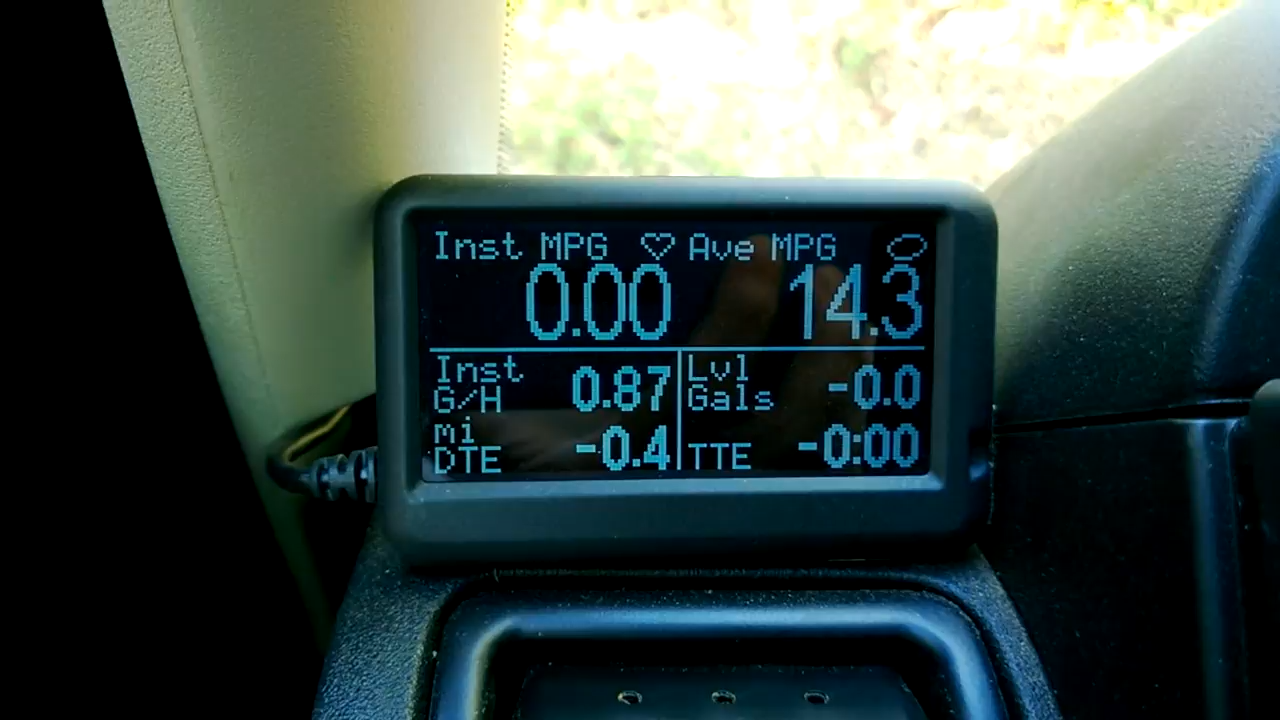 Inst MPG ♡ Ave MPG
0.00 14.3
Inst G/H 0.87
Lvl Gals -0.0
mi DTE -0.4
TTE -0:00